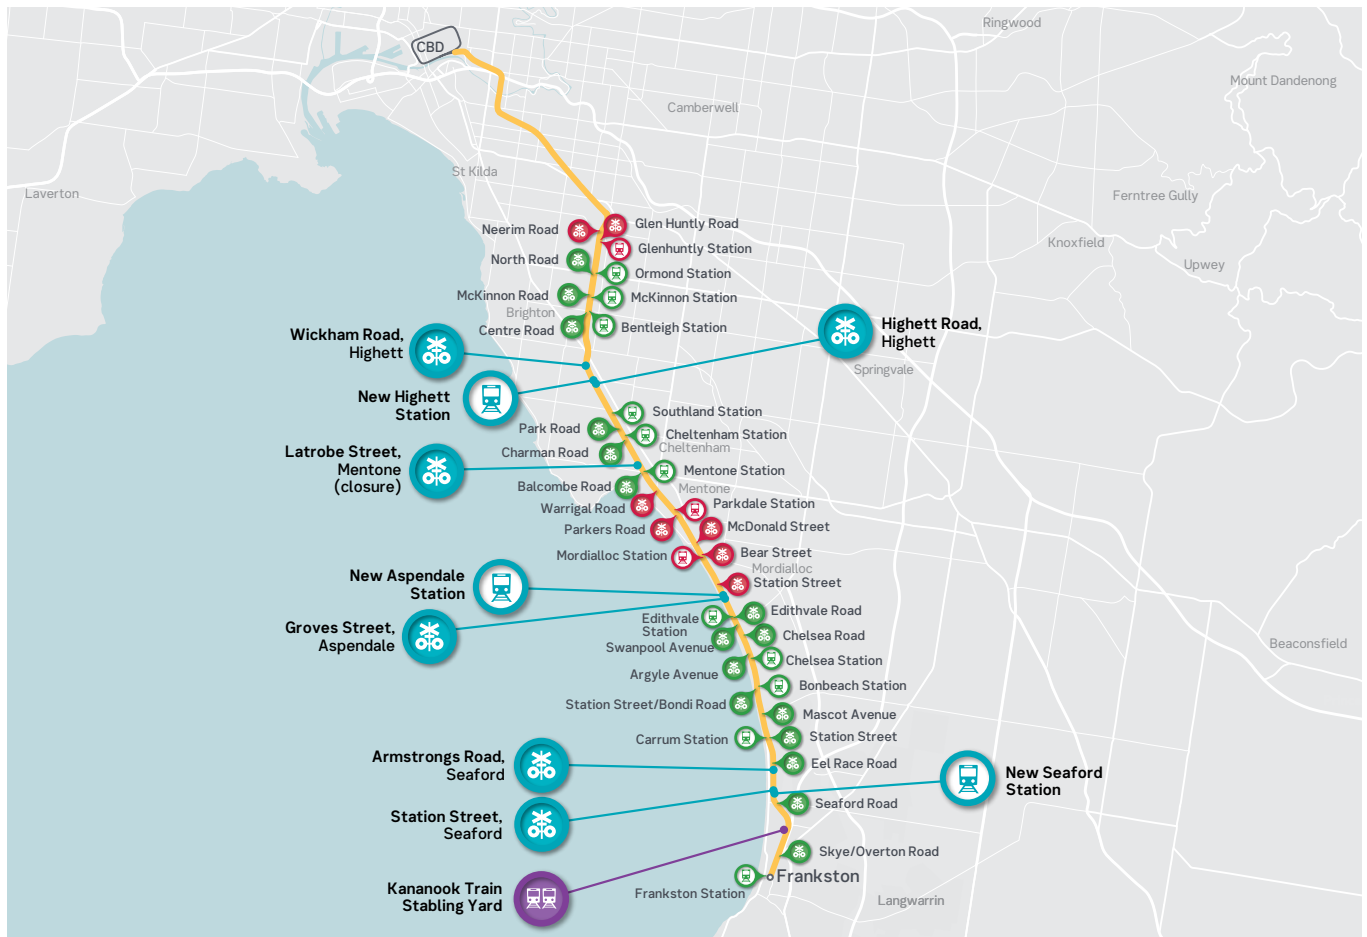 CBD
Ringwood
Mount Dandenong
Camberwell
St Kilda
Laverton
Ferntree Gully
Knoxfield
Upwey
Neerim Road
Glen Huntly Road
Glenhuntly Station
North Road
Ormond Station
McKinnon Road
McKinnon Station
Brighton
Centre Road
Bentleigh Station
Wickham Road,
Highett
Highett Road,
Highett
Springvale
New Highett
Station
Southland Station
Park Road
Cheltenham Station
Cheltenham
Charman Road
Latrobe Street,
Mentone
(closure)
Mentone Station
Balcombe Road
Mentone
Warrigal Road
Parkdale Station
Parkers Road
McDonald Street
Mordialloc Station
Bear Street
Mordialloc
Station Street
New Aspendale
Station
Groves Street,
Aspendale
Edithvale
Station
Edithvale Road
Swanpool Avenue
Chelsea Road
Chelsea Station
Argyle Avenue
Beaconsfield
Bonbeach Station
Station Street/Bondi Road
Mascot Avenue
Carrum Station
Station Street
Eel Race Road
Armstrongs Road,
Seaford
New Seaford
Station
Station Street,
Seaford
Seaford Road
Skye/Overton Road
Kananook Train
Stabling Yard
Frankston
Frankston Station
Langwarrin